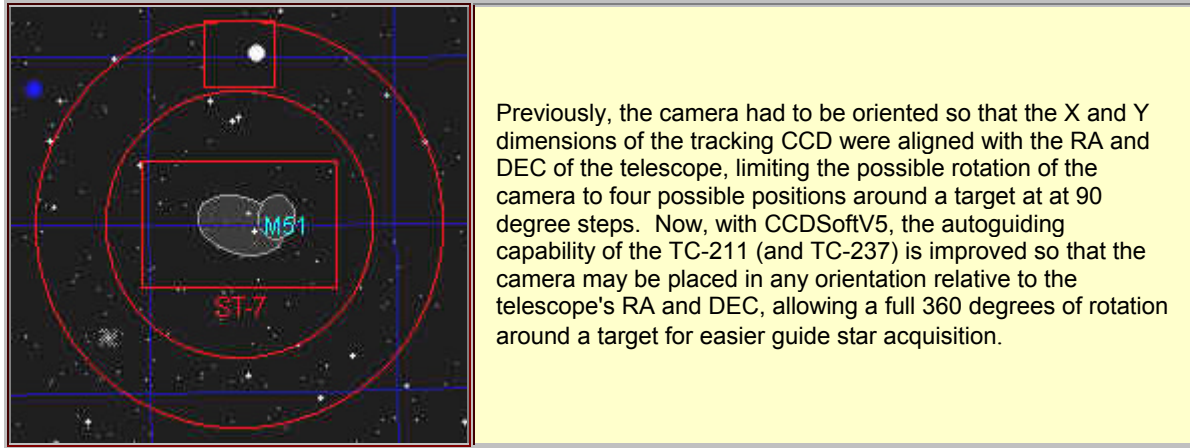 M51
ST-7
Previously, the camera had to be oriented so that the X and Y
dimensions of the tracking CCD were aligned with the RA and
DEC of the telescope, limiting the possible rotation of the
camera to four possible positions around a target at at 90
degree steps.  Now, with CCDSoftV5, the autoguiding
capability of the TC-211 (and TC-237) is improved so that the
camera may be placed in any orientation relative to the
telescope's RA and DEC, allowing a full 360 degrees of rotation
around a target for easier guide star acquisition.